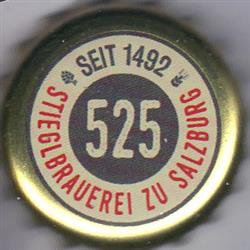 SEIT 1492
525
STIEGLBRAUEREI ZU SALZBURG